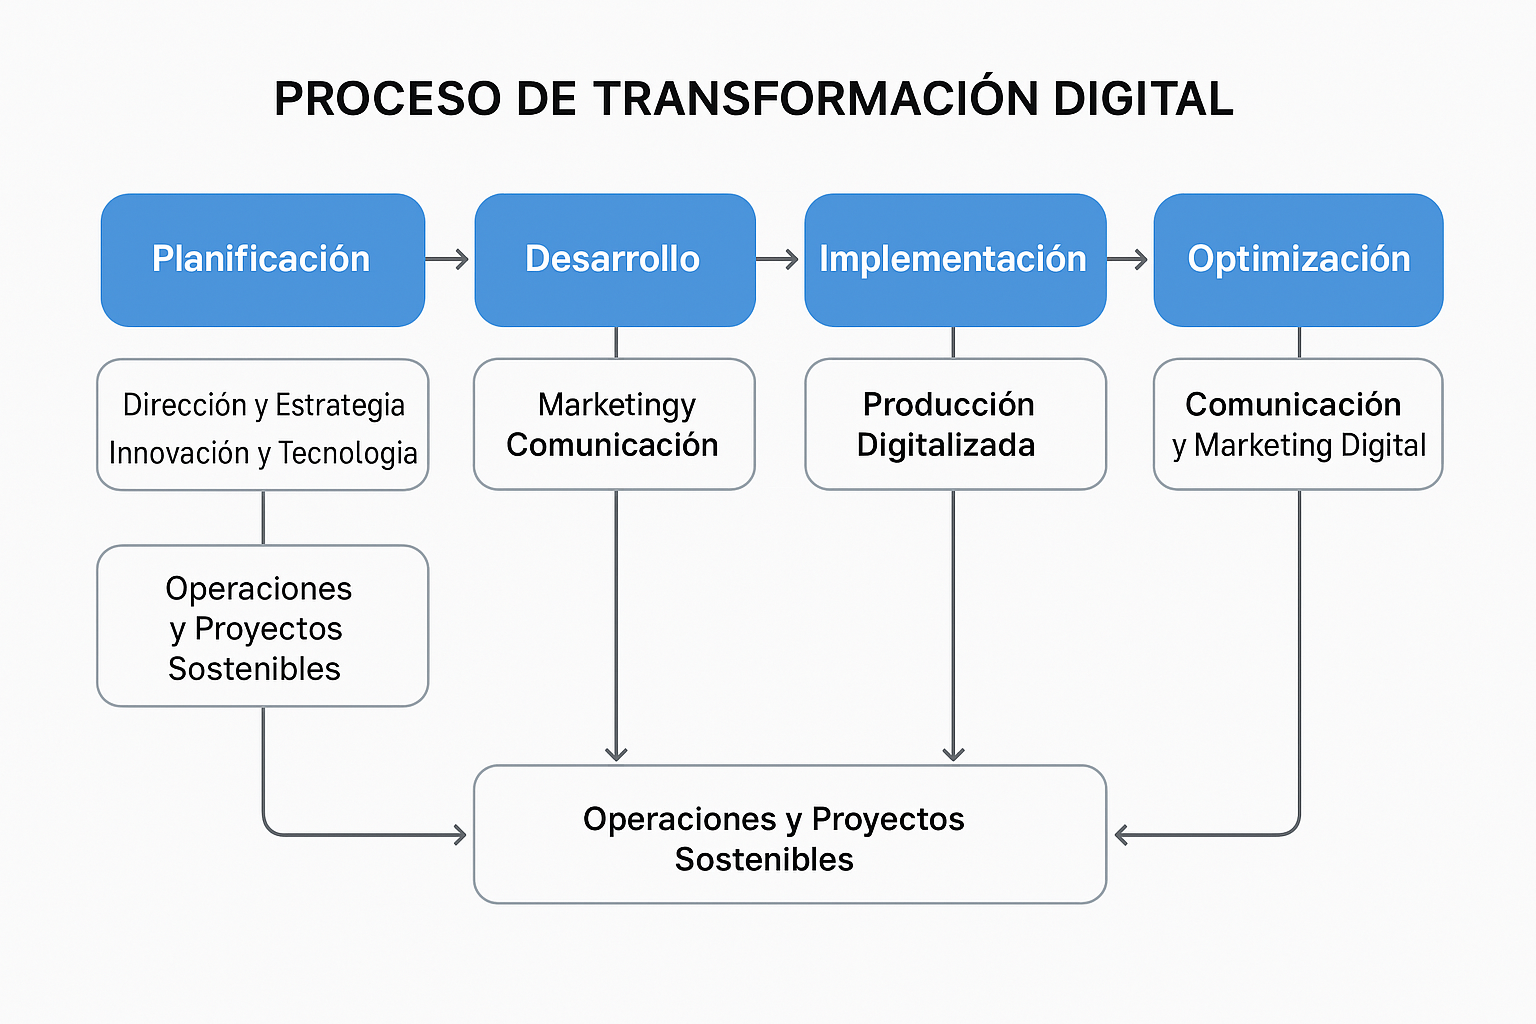 PROCESO DE TRANSFORMACIÓN DIGITAL
Planificación
Desarrollo
Implementación
Optimización
Dirección y Estrategia
Innovación y Tecnologia
Marketingy
Comunicación
Producción
Digitalizada
Comunicación
y Marketing Digital
Operaciones
y Proyectos
Sostenibles
Operaciones y Proyectos
Sostenibles